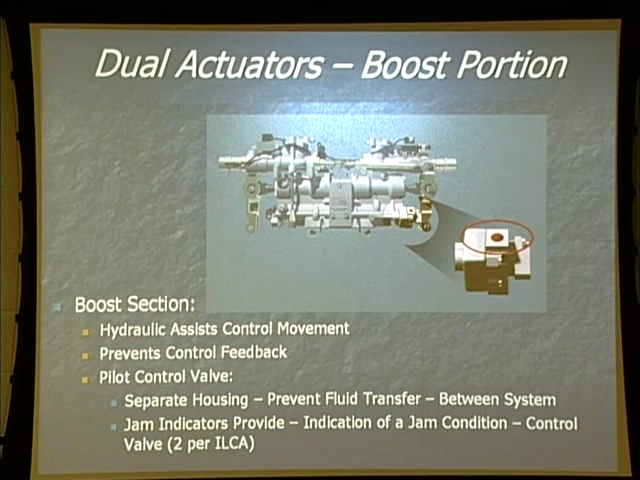 Dual Actuators – Boost Portion
Boost Section:
Hydraulic Assists Control Movement
Prevents Control Feedback
Pilot Control Valve:
Separate Housing – Prevent Fluid Transfer – Between System
Jam Indicators Provide – Indication of a Jam Condition – Control
Valve (2 per ILCA)